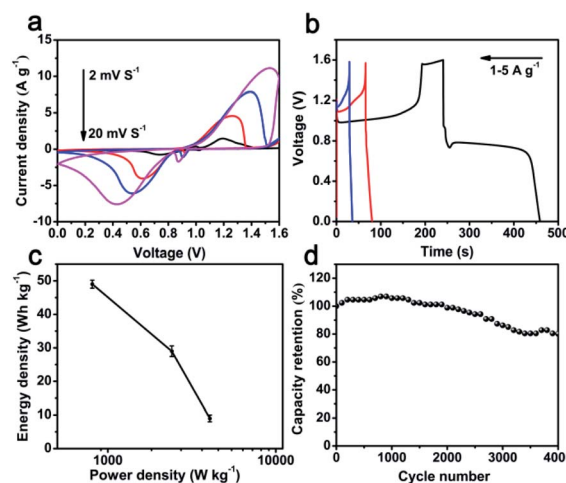 a
15
10
5
0
-5
-10
0.0 0.2 0.4 0.6 0.8 1.0 1.2 1.4 1.6
Current density (A g⁻¹)
Voltage (V)
2 mV S⁻¹
20 mV S⁻¹
b
1.6
1.2
0.8
0.4
0.0
0 100 200 300 400 500
Voltage (V)
Time (s)
1-5 A g⁻¹
c
50
40
30
20
10
0
1000 10000
Energy density (Wh kg⁻¹)
Power density (W kg⁻¹)
d
120
100
80
60
40
20
0
0 1000 2000 3000 400
Capacity retention (%)
Cycle number